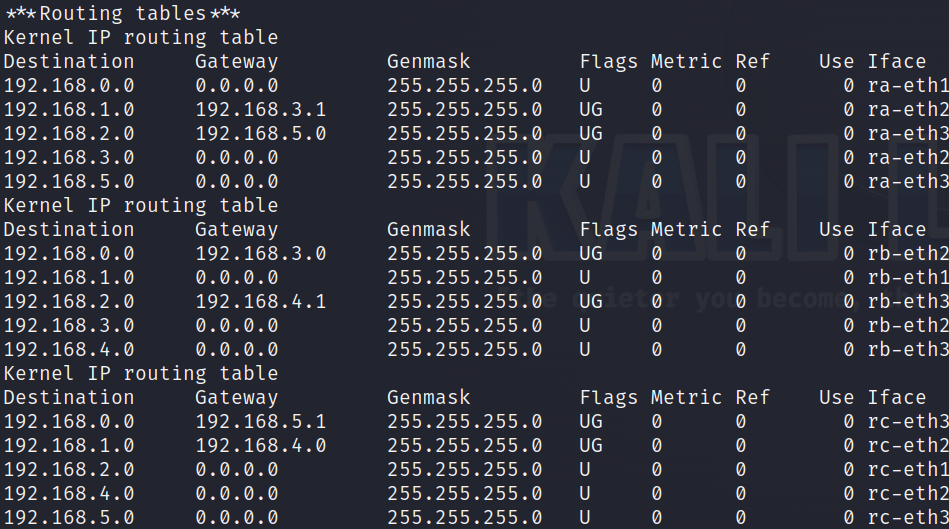 ***Routing tables***
Kernel IP routing table
Destination     Gateway         Genmask         Flags Metric Ref    Use Iface
192.168.0.0     0.0.0.0         255.255.255.0   U     0      0        0 ra-eth1
192.168.1.0     192.168.3.1     255.255.255.0   UG    0      0        0 ra-eth2
192.168.2.0     192.168.5.0     255.255.255.0   UG    0      0        0 ra-eth3
192.168.3.0     0.0.0.0         255.255.255.0   U     0      0        0 ra-eth2
192.168.5.0     0.0.0.0         255.255.255.0   U     0      0        0 ra-eth3
Kernel IP routing table
Destination     Gateway         Genmask         Flags Metric Ref    Use Iface
192.168.0.0     192.168.3.0     255.255.255.0   UG    0      0        0 rb-eth2
192.168.1.0     0.0.0.0         255.255.255.0   U     0      0        0 rb-eth1
192.168.2.0     192.168.4.1     255.255.255.0   UG    0      0        0 rb-eth3
192.168.3.0     0.0.0.0         255.255.255.0   U     0      0        0 rb-eth2
192.168.4.0     0.0.0.0         255.255.255.0   U     0      0        0 rb-eth3
Kernel IP routing table
Destination     Gateway         Genmask         Flags Metric Ref    Use Iface
192.168.0.0     192.168.5.1     255.255.255.0   UG    0      0        0 rc-eth3
192.168.1.0     192.168.4.0     255.255.255.0   UG    0      0        0 rc-eth2
192.168.2.0     0.0.0.0         255.255.255.0   U     0      0        0 rc-eth1
192.168.4.0     0.0.0.0         255.255.255.0   U     0      0        0 rc-eth2
192.168.5.0     0.0.0.0         255.255.255.0   U     0      0        0 rc-eth3
KALI
the quieter you become,